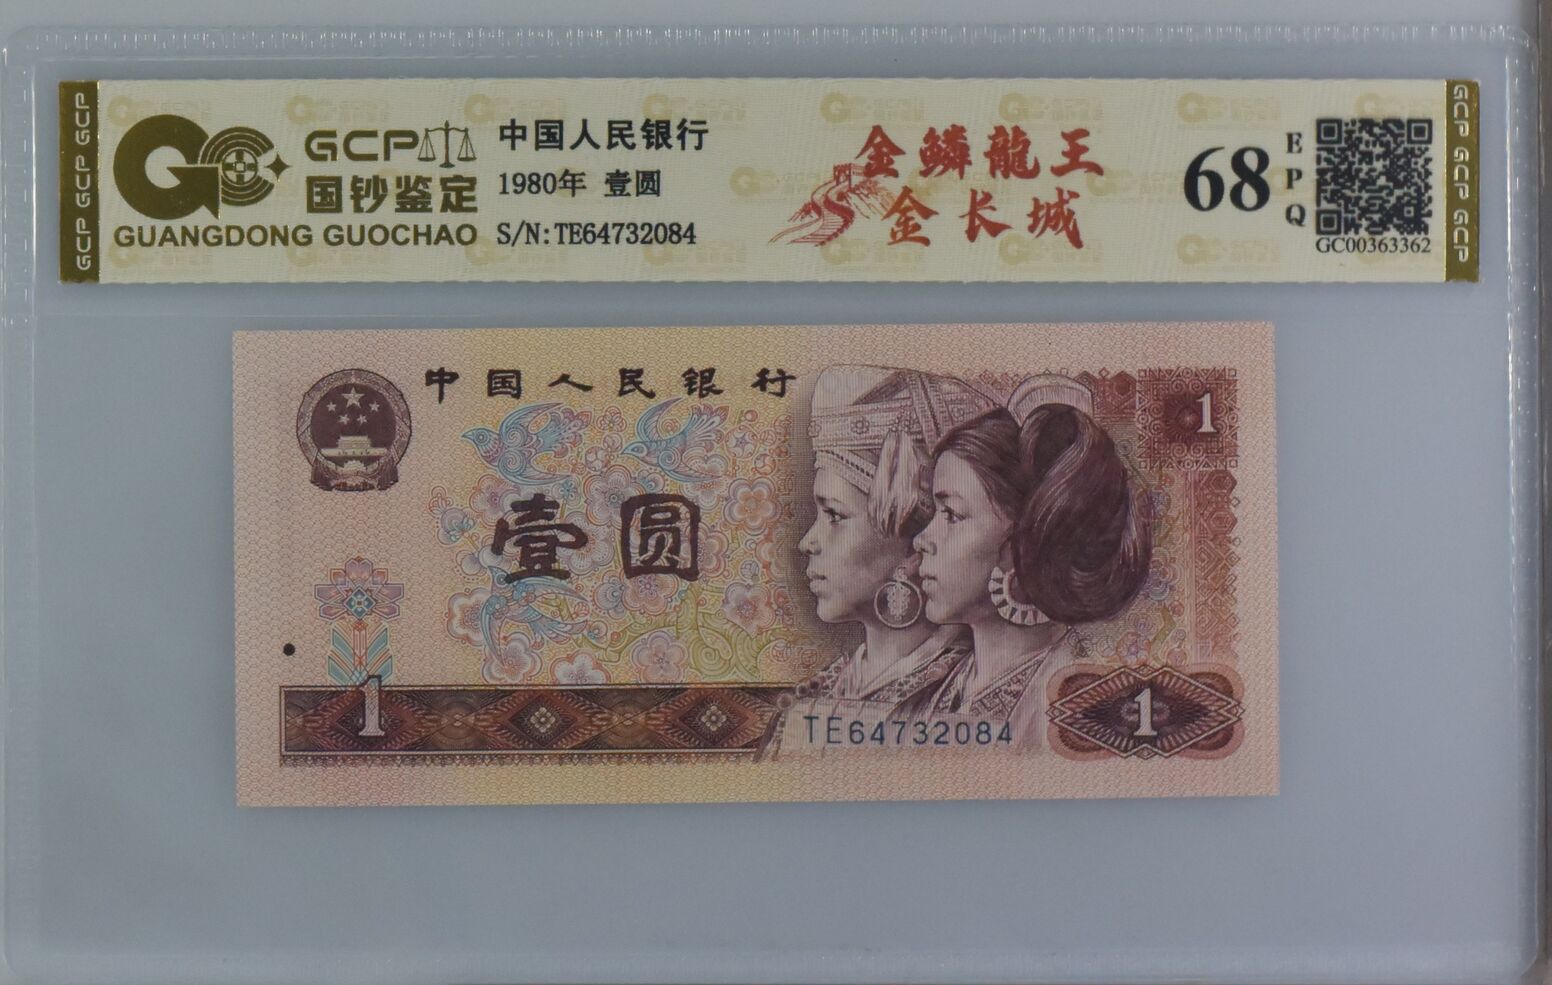 GCP GCP GCP
GCP
国钞鉴定
GUANGDONG GUOCHAO
中国人民银行
1980年 壹圆
S/N:TE64732084
金鳞龍王
金长城
68
EPQ
GC00363362
GCP GCP GCP
中国人民银行
1
壹圆
1
TE64732084
1